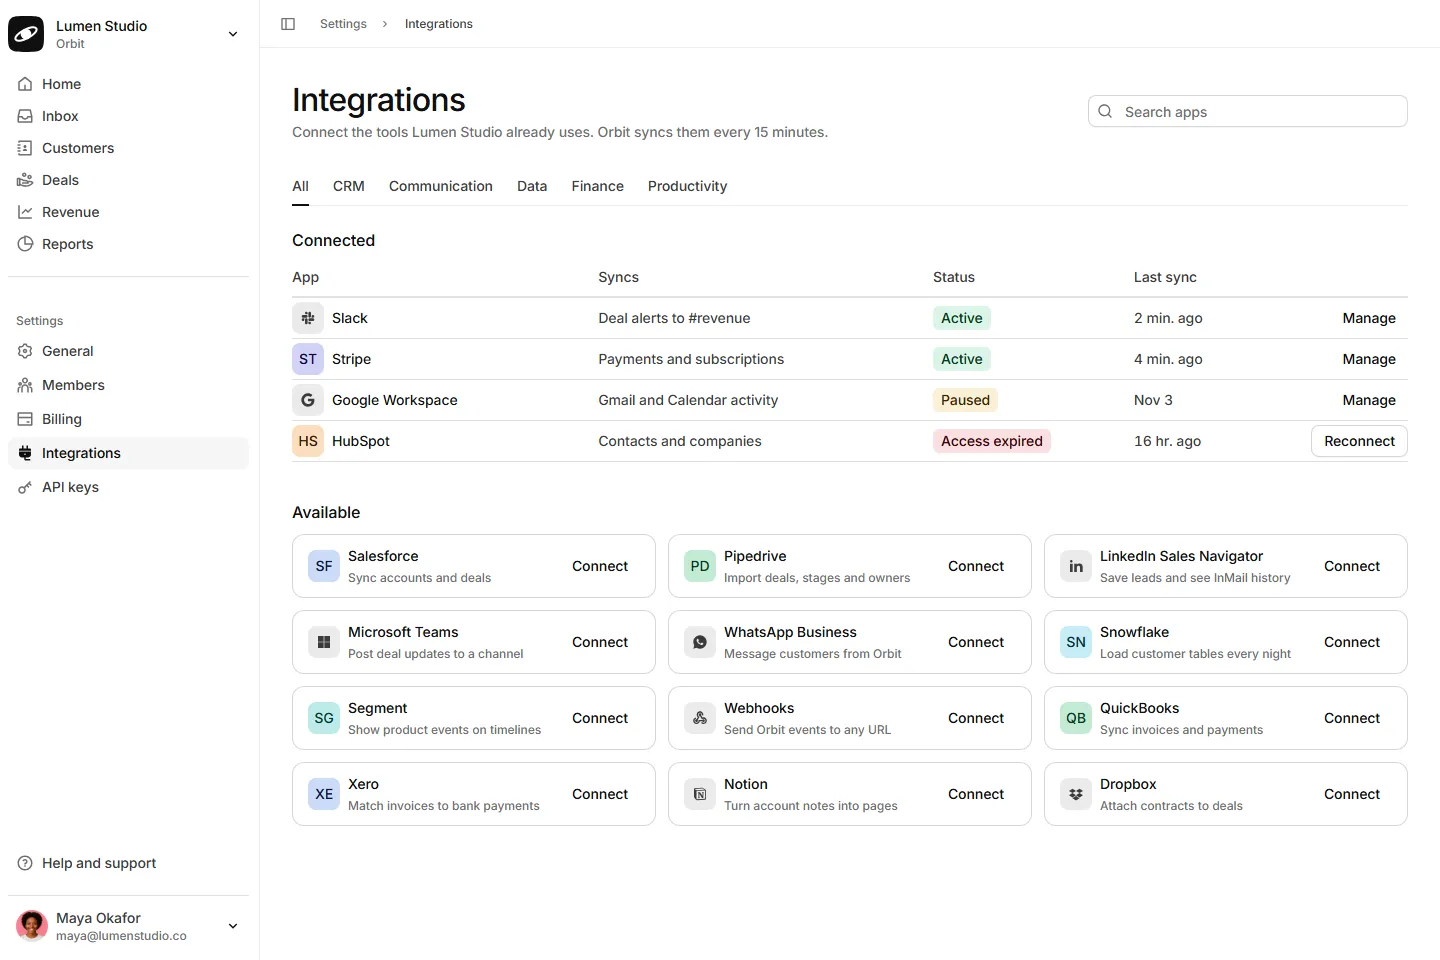 Lumen Studio
Orbit
Home
Inbox
Customers
Deals
Revenue
Reports
Settings
General
Members
Billing
Integrations
API keys
Help and support
Maya Okafor
maya@lumenstudio.co
Settings
Integrations
Integrations
Connect the tools Lumen Studio already uses. Orbit syncs them every 15 minutes.
Search apps
All CRM Communication Data Finance Productivity
Connected
App Syncs Status Last sync
Slack Deal alerts to #revenue Active 2 min. ago Manage
ST Stripe Payments and subscriptions Active 4 min. ago Manage
G Google Workspace Gmail and Calendar activity Paused Nov 3 Manage
HS HubSpot Contacts and companies Access expired 16 hr. ago Reconnect
Available
SF Salesforce
Sync accounts and deals
Connect
PD Pipedrive
Import deals, stages and owners
Connect
in LinkedIn Sales Navigator
Save leads and see InMail history
Connect
Microsoft Teams
Post deal updates to a channel
Connect
WhatsApp Business
Message customers from Orbit
Connect
SN Snowflake
Load customer tables every night
Connect
SG Segment
Show product events on timelines
Connect
Webhooks
Send Orbit events to any URL
Connect
QB QuickBooks
Sync invoices and payments
Connect
XE Xero
Match invoices to bank payments
Connect
N Notion
Turn account notes into pages
Connect
Dropbox
Attach contracts to deals
Connect